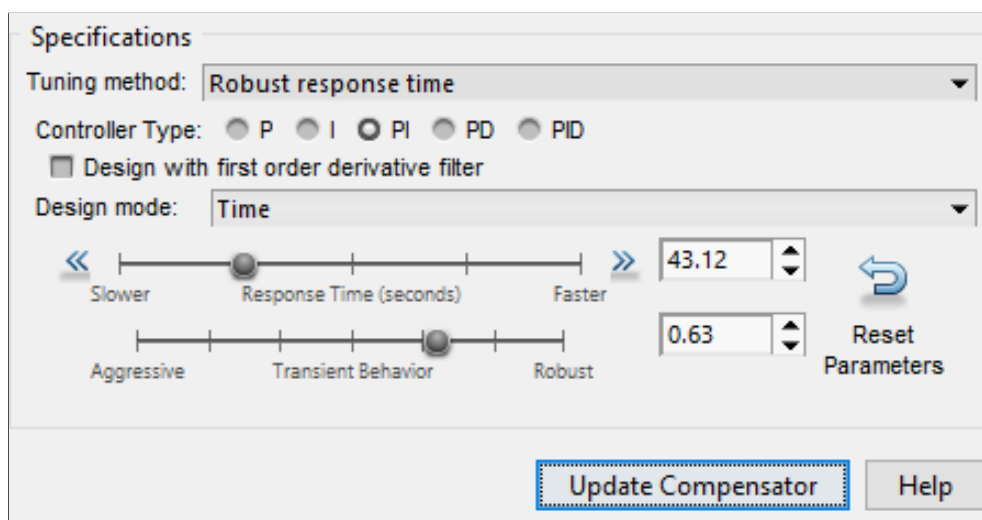 Specifications
Tuning method: Robust response time
Controller Type: P I PI PD PID
Design with first order derivative filter
Design mode: Time
43.12
Slower Response Time (seconds) Faster
0.63
Aggressive Transient Behavior Robust
Reset
Parameters
Update Compensator Help